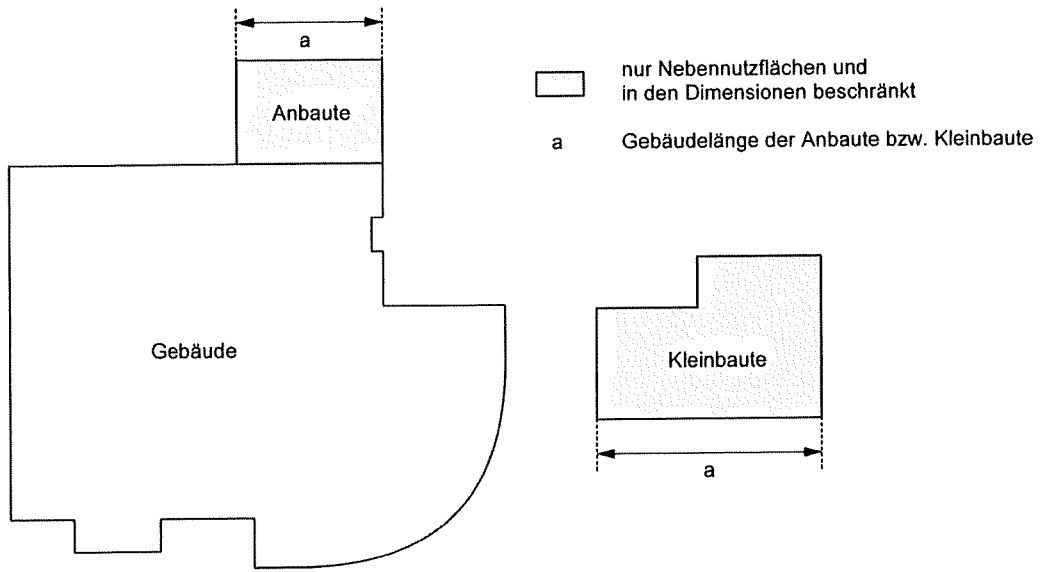 a
Anbaute
nur Nebennutzflächen und
in den Dimensionen beschränkt
a Gebäudelänge der Anbaute bzw. Kleinbaute
Gebäude
Kleinbaute
a